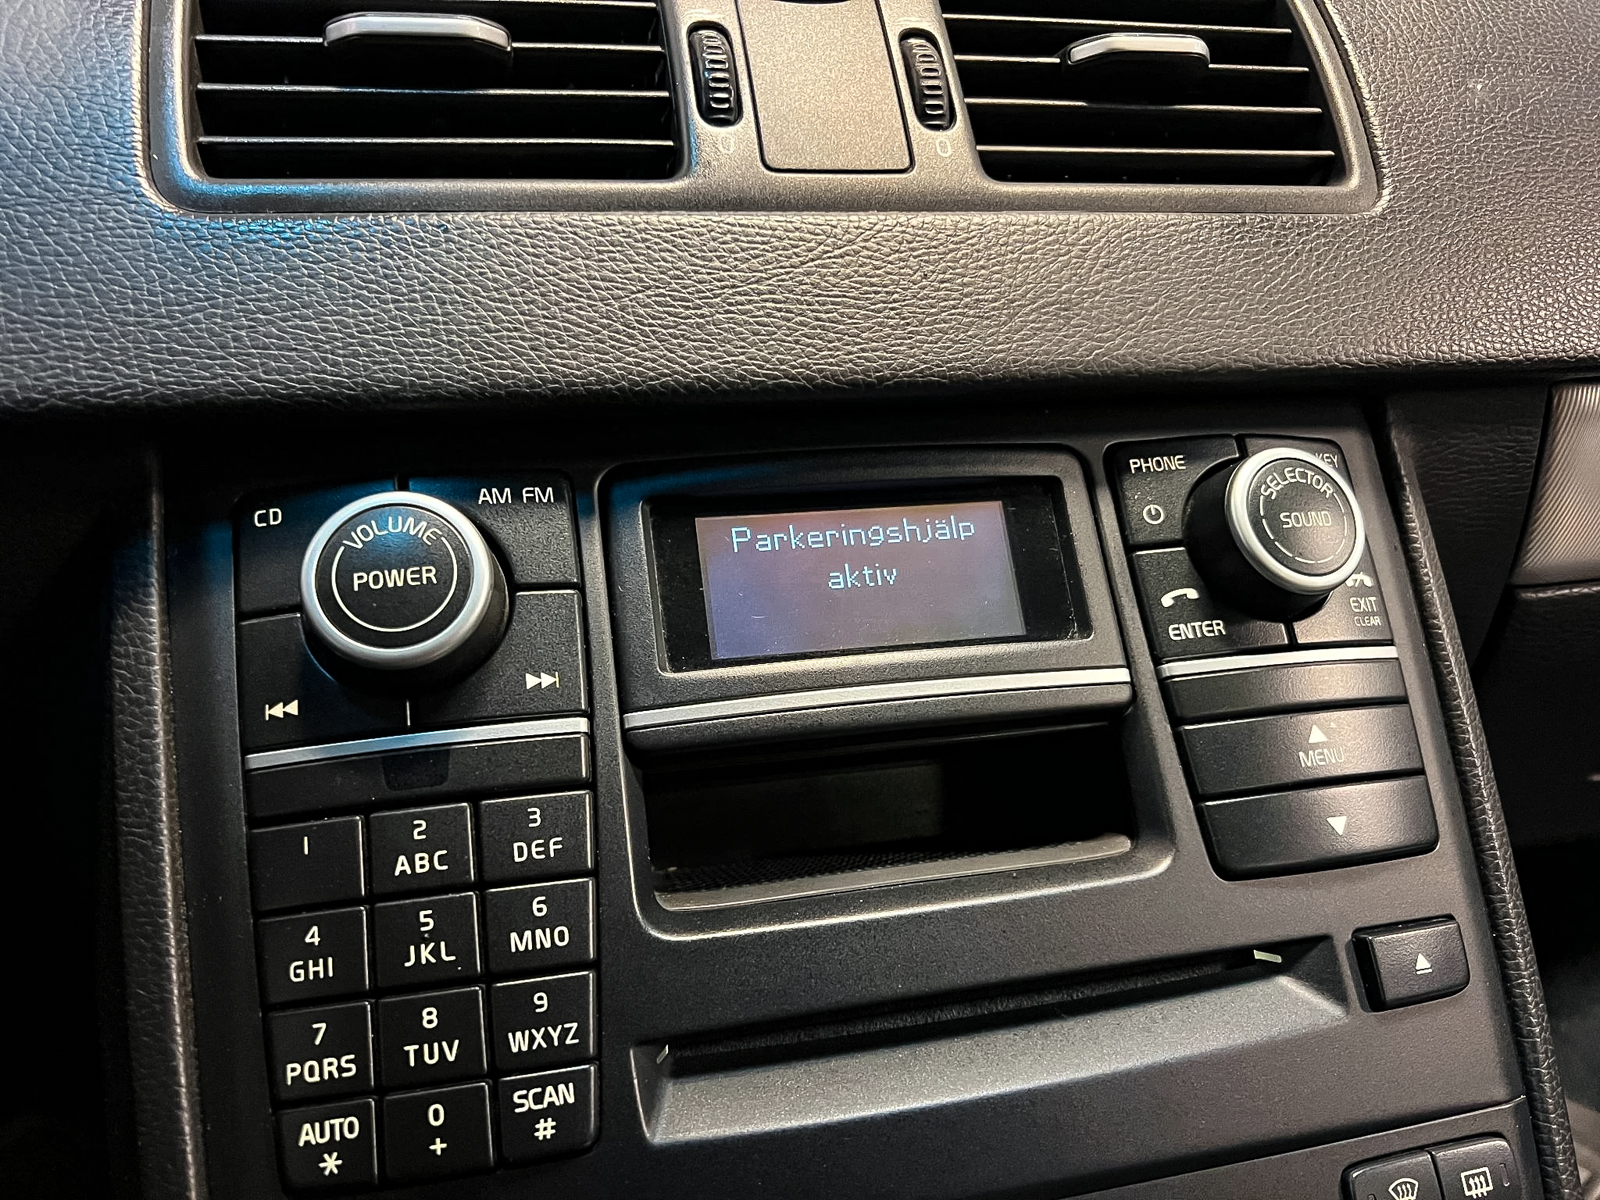 CD
AM FM
VOLUME
POWER
Parkeringshjälp
aktiv
PHONE
KEY
SELECTOR
SOUND
ENTER
EXIT
CLEAR
MENU
1
2
ABC
3
DEF
4
GHI
5
JKL
6
MNO
7
PQRS
8
TUV
9
WXYZ
AUTO
*
0
+
SCAN
#